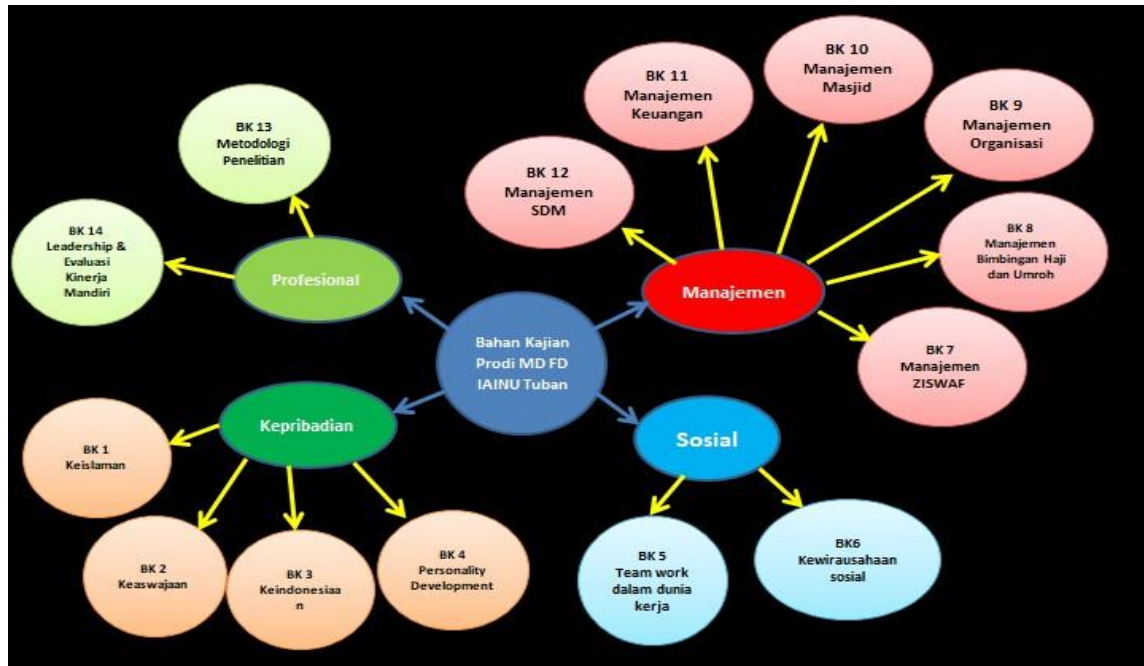 BK 10
Manajemen
Masjid
BK 11
Manajemen
Keuangan
BK 9
Manajemen
Organisasi
BK 13
Metodologi
Penelitian
BK 12
Manajemen
SDM
BK 14
Leadership &
Evaluasi
Kinerja
Mandiri
BK 8
Manajemen
Bimbingan Haji
dan Umroh
Profesional
Manajemen
Bahan Kajian
Prodi MD FD
IAINU Tuban
BK 7
Manajemen
ZISWAF
Kepribadian
Sosial
BK 1
Keislaman
BK 2
Keaswajaan
BK 3
Keindonesiaa
n
BK 4
Personality
Development
BK 5
Team work
dalam dunia
kerja
BK6
Kewirausahaan
sosial